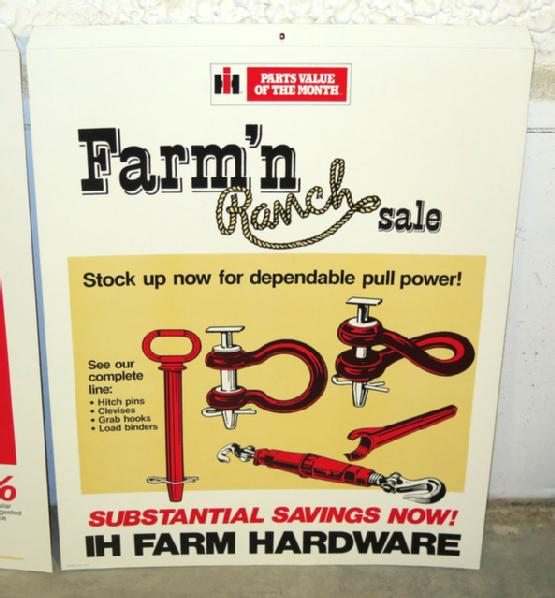 IH PARTS VALUE
OF THE MONTH
Farm'n
Ranch
sale
Stock up now for dependable pull power!
See our
complete
line:
• Hitch pins
• Clevises
• Grab hooks
• Load binders
SUBSTANTIAL SAVINGS NOW!
IH FARM HARDWARE
%